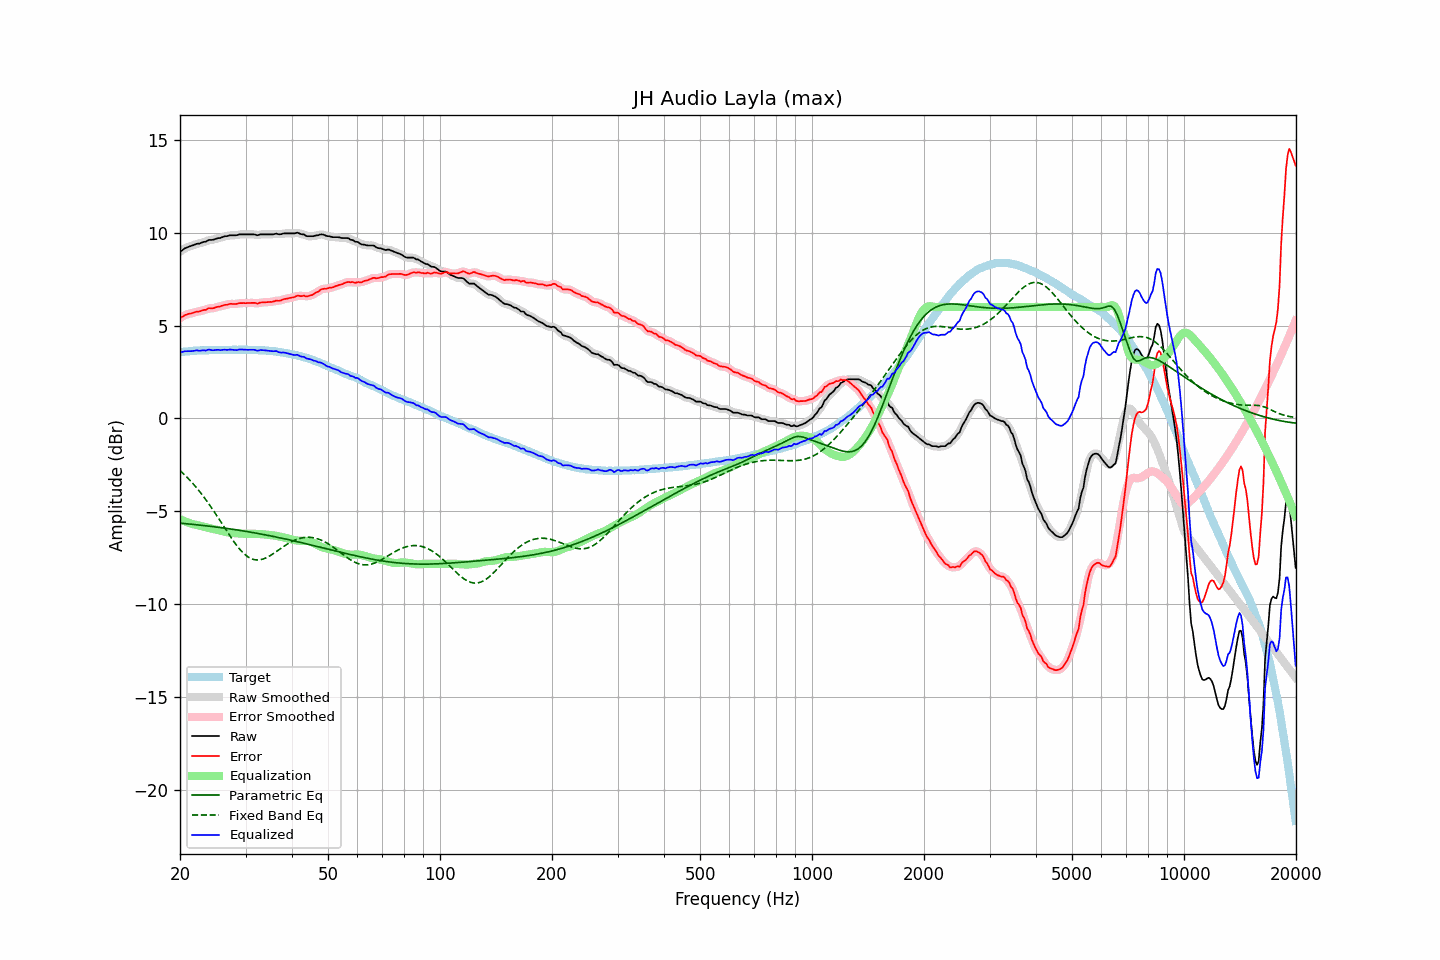 JH Audio Layla (max)
Amplitude (dBr)
15
10
5
0
−5
−10
−15
−20
Target
Raw Smoothed
Error Smoothed
Raw
Error
Equalization
Parametric Eq
Fixed Band Eq
Equalized
20 50 100 200 500 1000 2000 5000 10000 20000
Frequency (Hz)